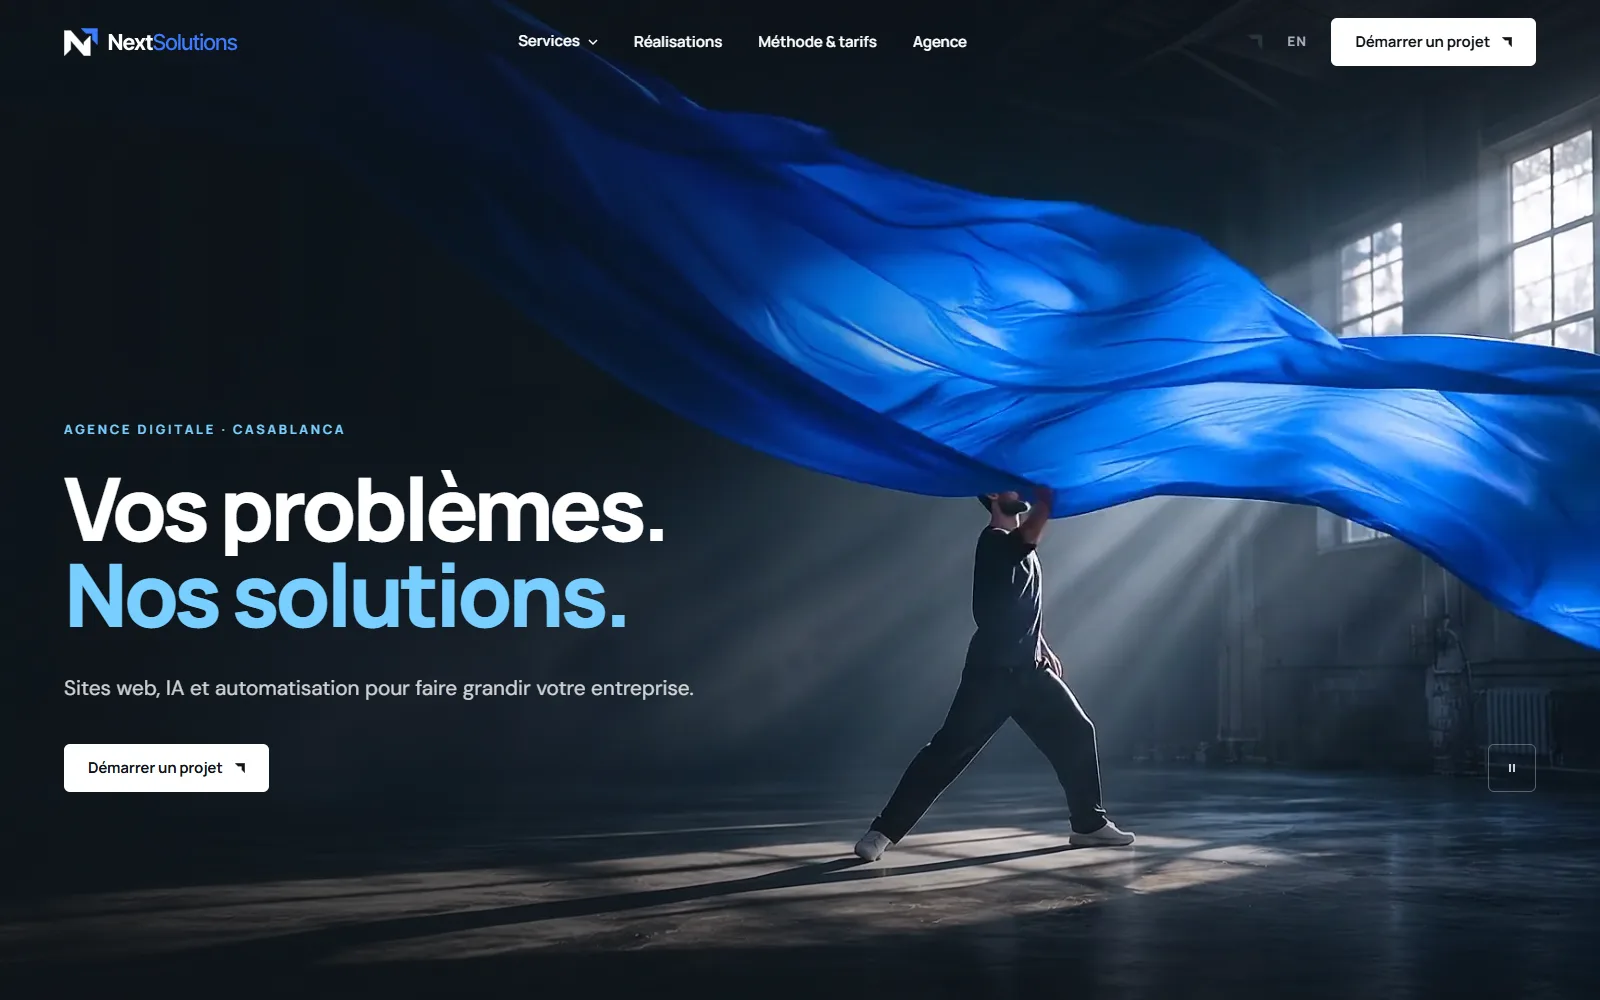 NextSolutions
Services
Réalisations
Méthode & tarifs
Agence
EN
Démarrer un projet
AGENCE DIGITALE · CASABLANCA
Vos problèmes.
Nos solutions.
Sites web, IA et automatisation pour faire grandir votre entreprise.
Démarrer un projet